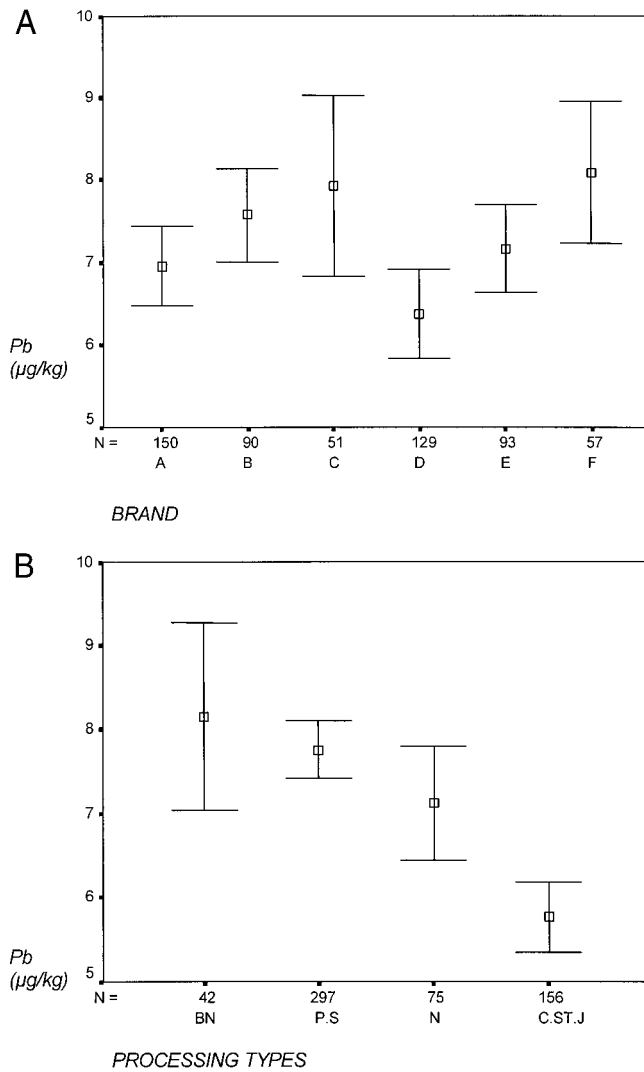 A
10
9
8
7
6
5
Pb
(µg/kg)
N = 150 90 51 129 93 57
A B C D E F
BRAND
B
10
9
8
7
6
5
Pb
(µg/kg)
N = 42 297 75 156
BN P.S N C.ST.J
PROCESSING TYPES